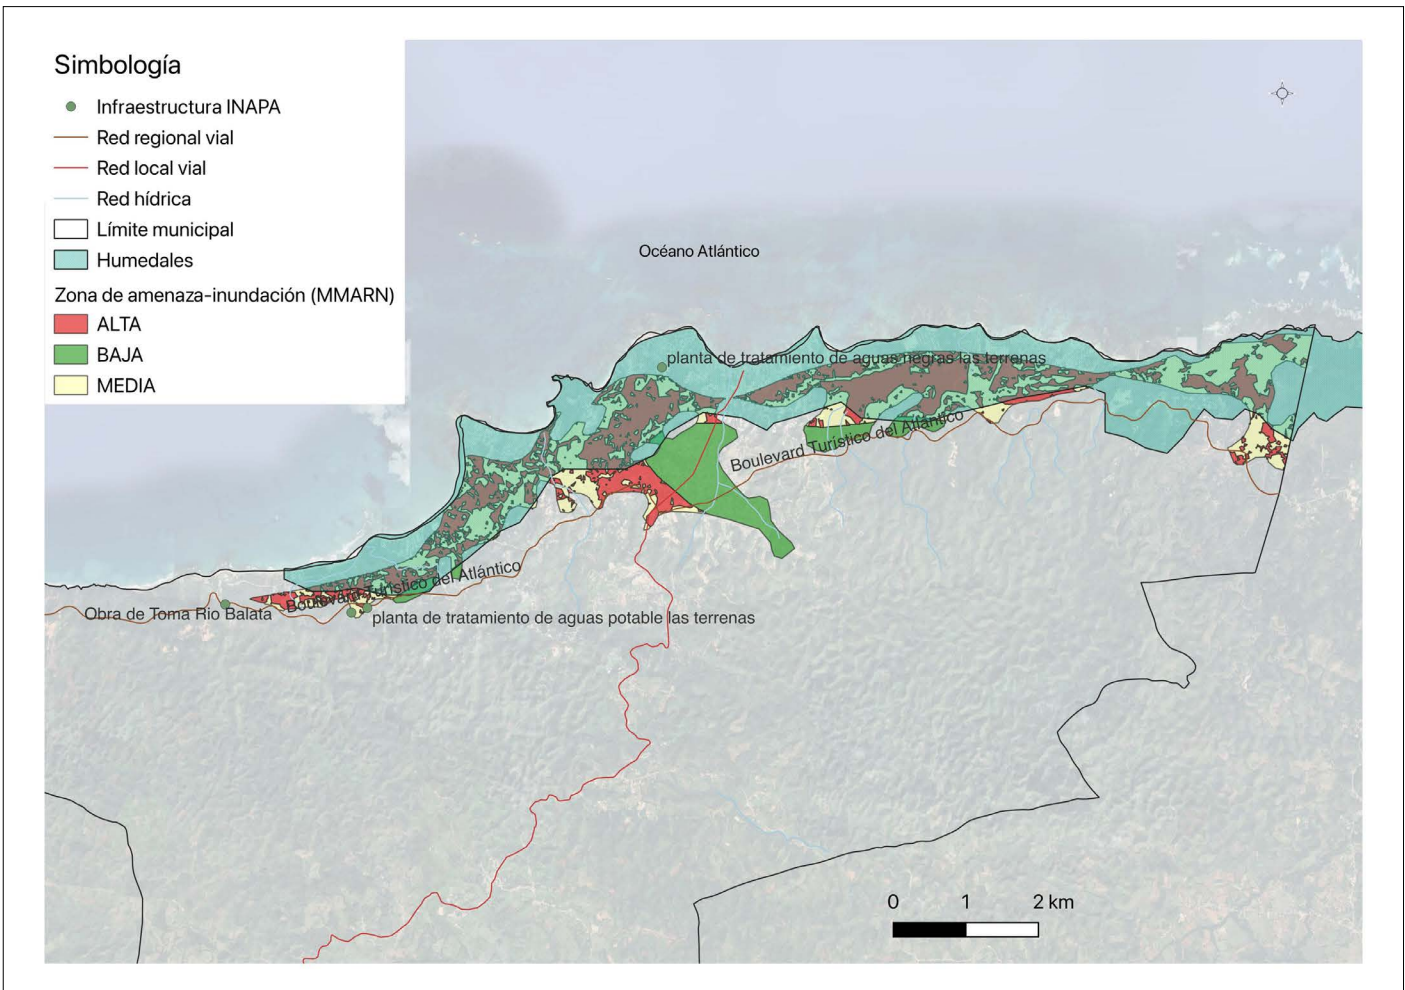 Simbología
Infraestructura INAPA
Red regional vial
Red local vial
Red hídrica
Límite municipal
Humedales
Zona de amenaza-inundación (MMARN)
ALTA
BAJA
MEDIA
Océano Atlántico
planta de tratamiento de aguas negras las terrenas
Boulevard Turístico del Atlántico
Boulevard Turístico del Atlántico
Obra de Toma Rio Balata
planta de tratamiento de aguas potable las terrenas
0 1 2 km